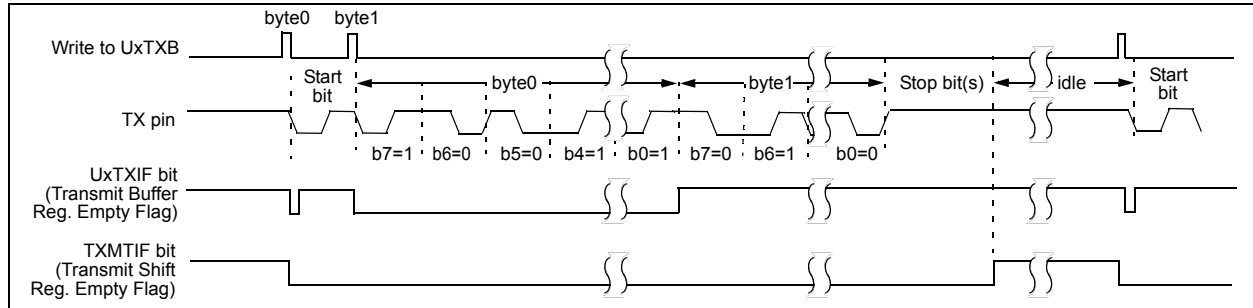 byte0 byte1
Write to UxTXB
Start
bit
byte0
byte1
Stop bit(s)
idle
Start
bit
TX pin
b7=1 b6=0 b5=0 b4=1 b0=1 b7=0 b6=1 b0=0
UxTXIF bit
(Transmit Buffer
Reg. Empty Flag)
TXMTIF bit
(Transmit Shift
Reg. Empty Flag)